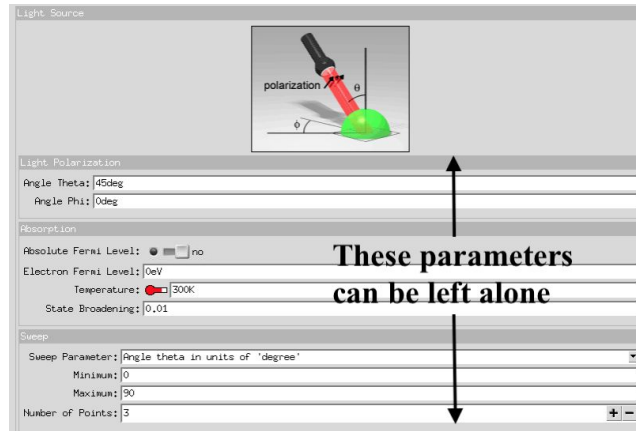 Light Source
polarization
θ
ϕ
Light Polarization
Angle Theta: 45deg
Angle Phi: 0deg
Absorption
Absolute Fermi Level: no
Electron Fermi Level: 0eV
Temperature: 300K
State Broadening: 0.01
These parameters
can be left alone
Sweep
Sweep Parameter: Angle theta in units of 'degree'
Minimum: 0
Maximum: 90
Number of Points: 3 + −